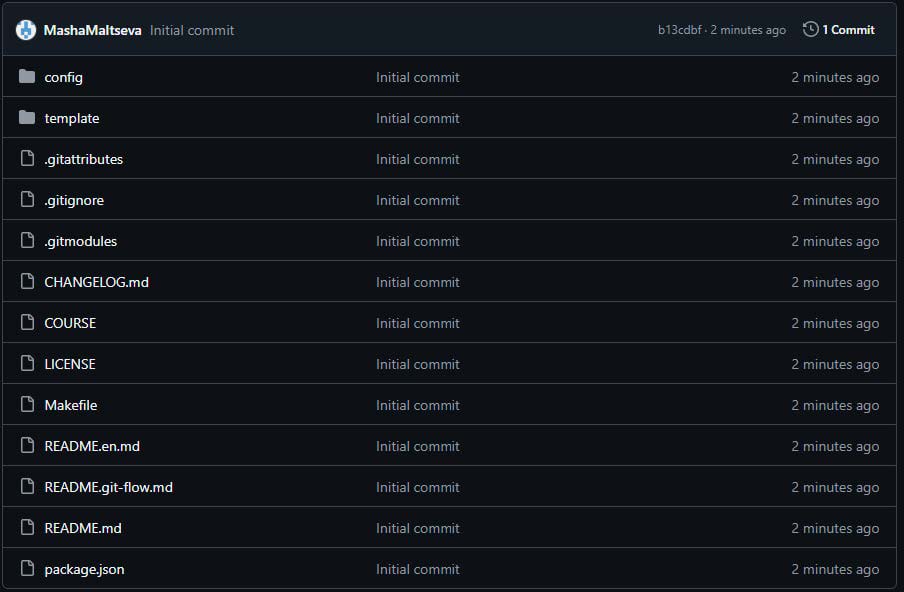 MashaMaltseva Initial commit b13cdbf · 2 minutes ago 1 Commit
config Initial commit 2 minutes ago
template Initial commit 2 minutes ago
.gitattributes Initial commit 2 minutes ago
.gitignore Initial commit 2 minutes ago
.gitmodules Initial commit 2 minutes ago
CHANGELOG.md Initial commit 2 minutes ago
COURSE Initial commit 2 minutes ago
LICENSE Initial commit 2 minutes ago
Makefile Initial commit 2 minutes ago
README.en.md Initial commit 2 minutes ago
README.git-flow.md Initial commit 2 minutes ago
README.md Initial commit 2 minutes ago
package.json Initial commit 2 minutes ago